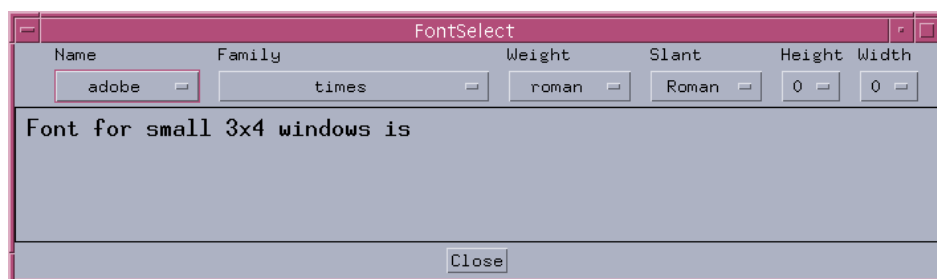 FontSelect
Name Family Weight Slant Height Width
adobe times roman Roman 0 0
Font for small 3x4 windows is
Close